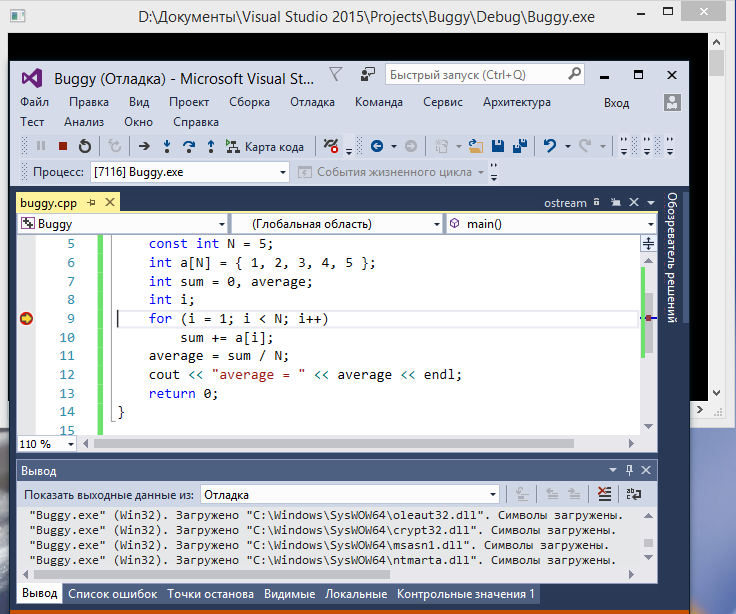 D:\Документы\Visual Studio 2015\Projects\Buggy\Debug\Buggy.exe
Buggy (Отладка) - Microsoft Visual St...
Быстрый запуск (Ctrl+Q)
Файл Правка Вид Проект Сборка Отладка Команда Сервис Архитектура Вход
Тест Анализ Окно Справка
Карта кода
Процесс: [7116] Buggy.exe События жизненного цикла
buggy.cpp ostream
Buggy (Глобальная область) main()
Обозреватель решений
5 const int N = 5;
6 int a[N] = { 1, 2, 3, 4, 5 };
7 int sum = 0, average;
8 int i;
9 for (i = 1; i < N; i++)
10 sum += a[i];
11 average = sum / N;
12 cout << "average = " << average << endl;
13 return 0;
14 }
15
110 %
Вывод
Показать выходные данные из: Отладка
"Buggy.exe" (Win32). Загружено "C:\Windows\SysWOW64\oleaut32.dll". Символы загружены.
"Buggy.exe" (Win32). Загружено "C:\Windows\SysWOW64\crypt32.dll". Символы загружены.
"Buggy.exe" (Win32). Загружено "C:\Windows\SysWOW64\msasn1.dll". Символы загружены.
"Buggy.exe" (Win32). Загружено "C:\Windows\SysWOW64\ntmarta.dll". Символы загружены.
Вывод Список ошибок Точки останова Видимые Локальные Контрольные значения 1